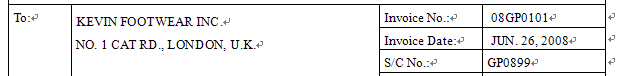 To:
KEVIN FOOTWEAR INC.
NO. 1 CAT RD., LONDON, U.K.
Invoice No.: 08GP0101
Invoice Date: JUN. 26, 2008
S/C No.: GP0899